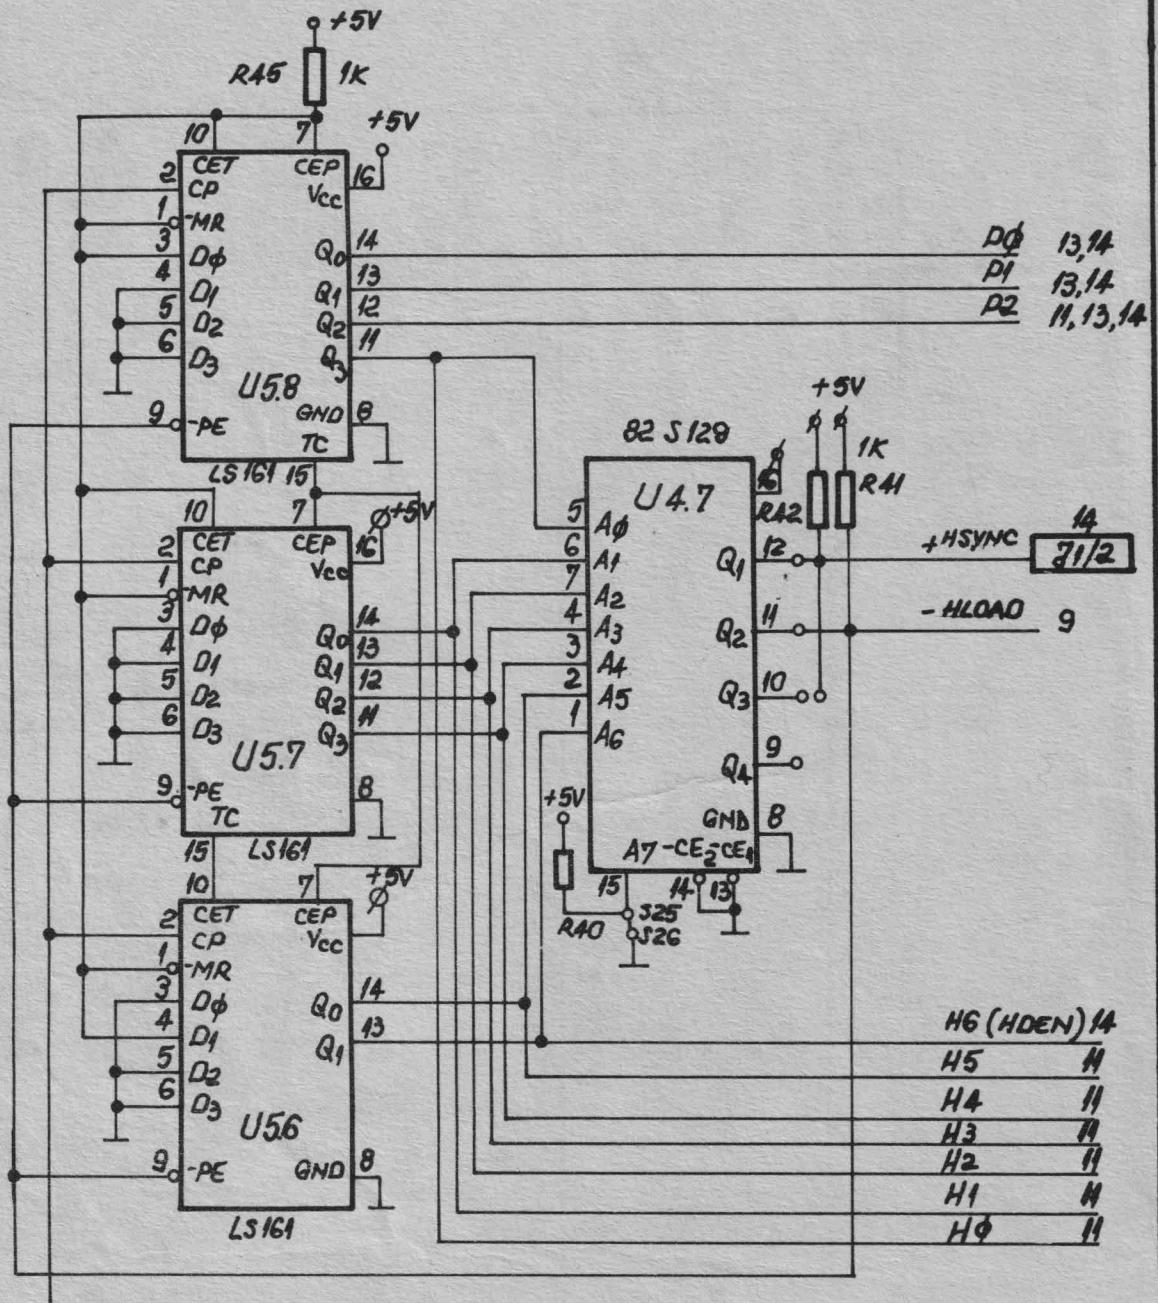 +5V
R45 1K
+5V
10 7
CET CEP
2 CP Vcc 16
1 -MR
3 Dφ Q0 14 Pφ 13,14
4 D1 Q1 13 P1 13,14
5 D2 Q2 12 P2 11,13,14
6 D3 Q3 11
U5.8
9 -PE GND 8
TC
LS161 15
+5V
82S129
1K
R41
R42
10 7 +5V
CET CEP
2 CP Vcc 16
1 -MR
3 Dφ Q0 14
4 D1 Q1 13
5 D2 Q2 12
6 D3 Q3 11
U5.7
9 -PE 8
TC
15 LS161
U4.7
16
5 Aφ
6 A1 Q1 12 +HSYNC 14 J1/2
7 A2
4 A3 Q2 11 -HLOAD 9
3 A4
2 A5 Q3 10
1 A6
Q4 9
+5V
GND 8
A7 -CE2 -CE1
15 14 13
R40
S25
S26
10 7 +5V
CET CEP
2 CP Vcc
1 -MR
3 Dφ Q0 14
4 D1 Q1 13
5 D2
6 D3
U5.6
9 -PE GND 8
LS161
H6 (HDEN) 14
H5 11
H4 11
H3 11
H2 11
H1 11
Hφ 11